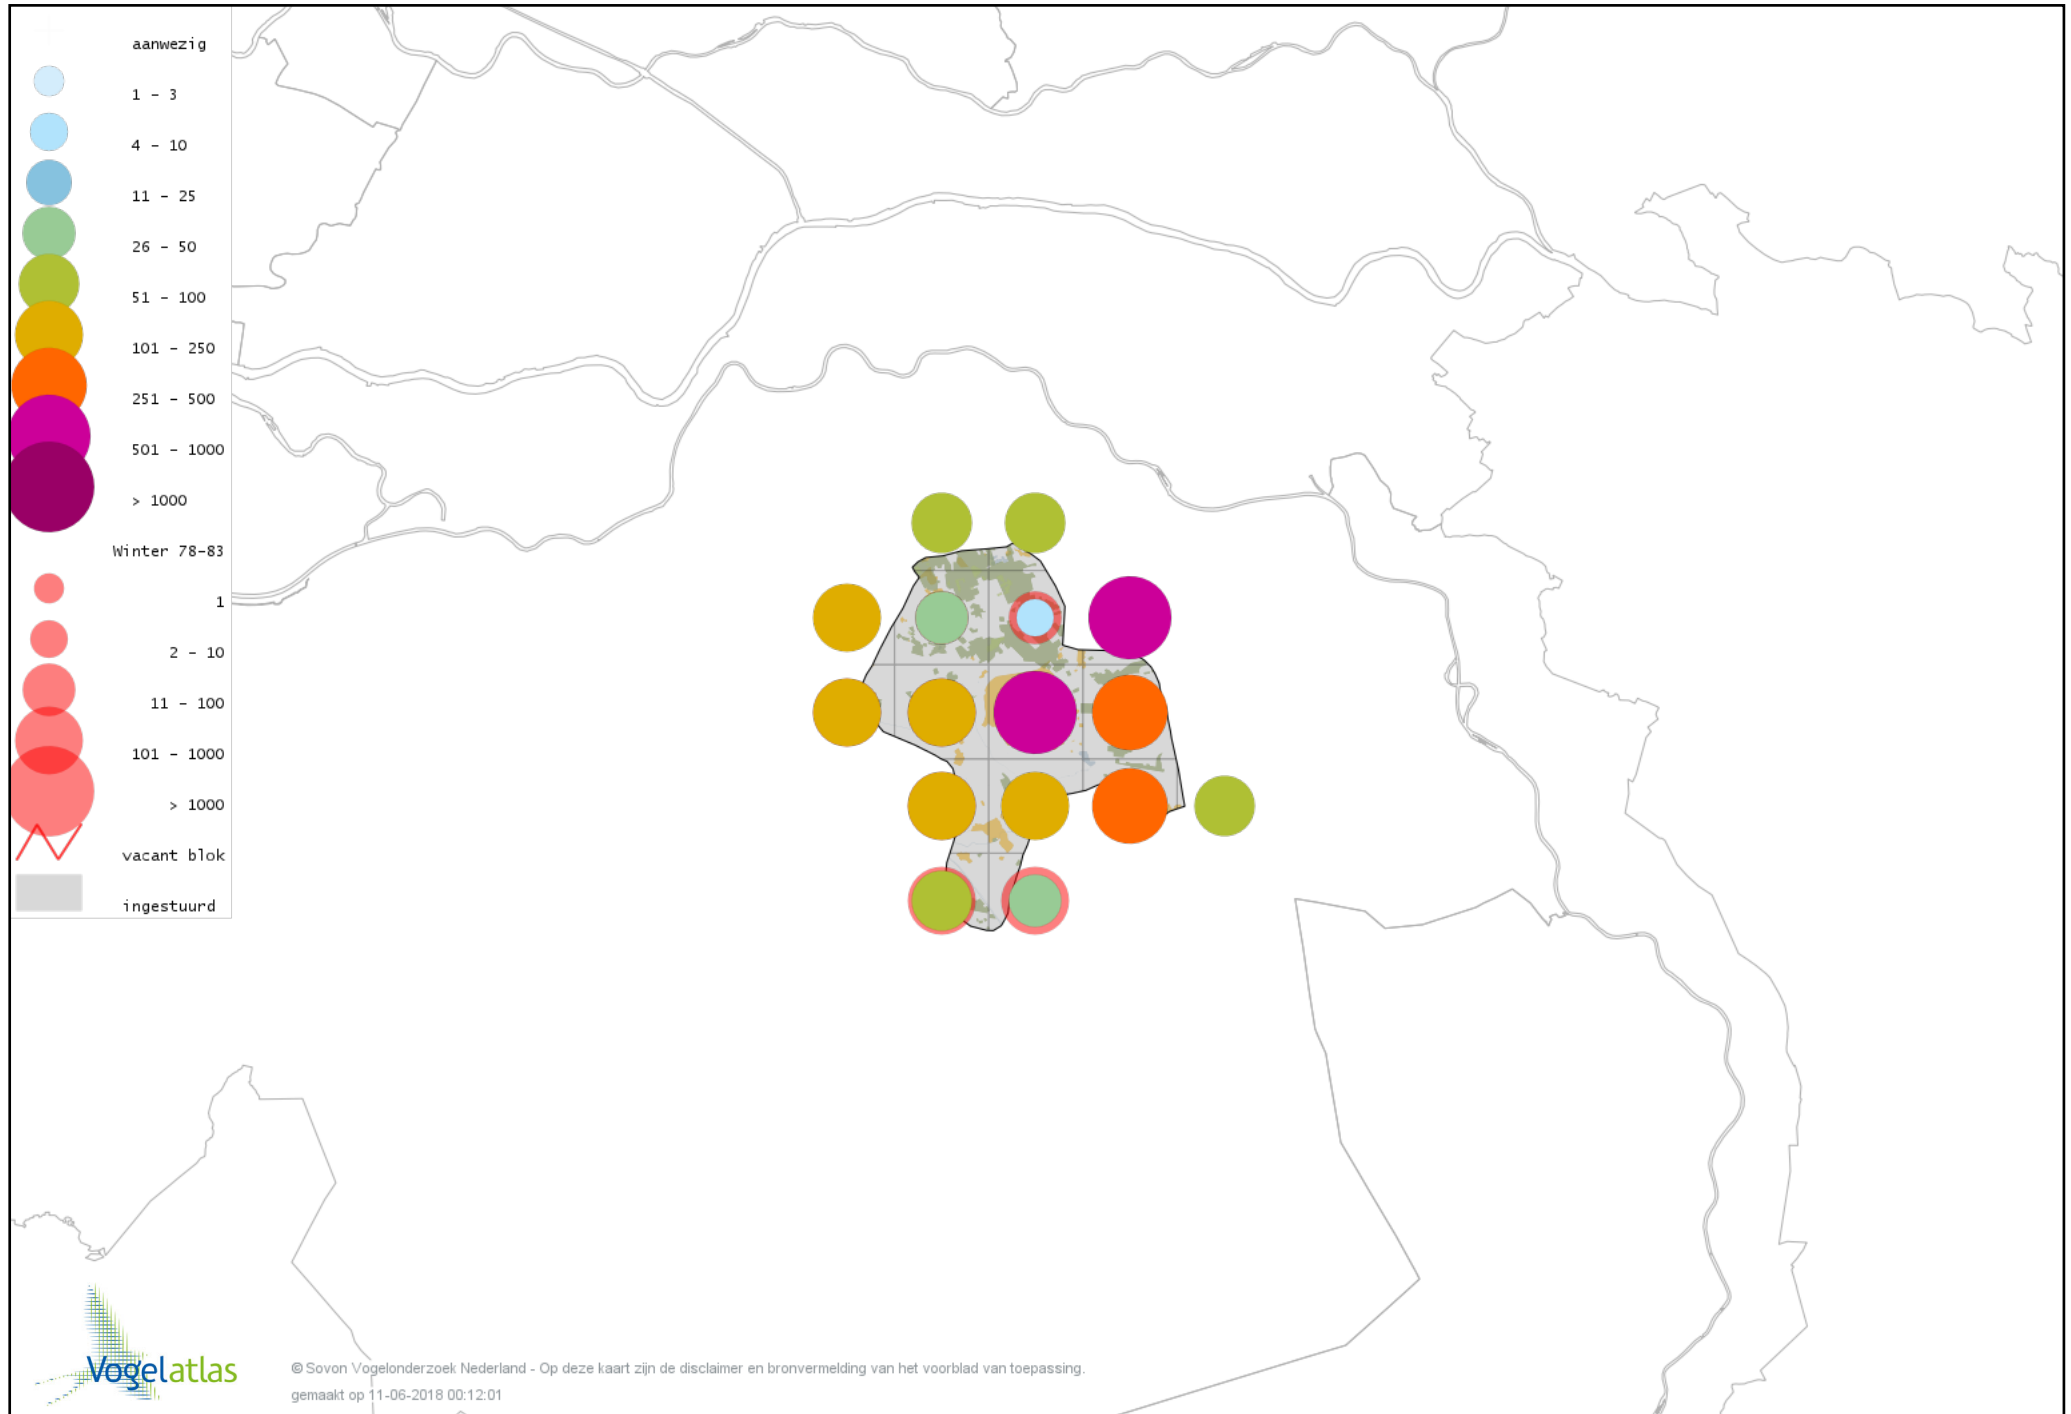 aanwezig
1 - 3
4 - 10
11 - 25
26 - 50
51 - 100
101 - 250
251 - 500
501 - 1000
> 1000
Winter 78-83
1
2 - 10
11 - 100
101 - 1000
> 1000
vacant blok
ingestuurd
Vogelatlas
© Sovon Vogelonderzoek Nederland - Op deze kaart zijn de disclaimer en bronvermelding van het voorblad van toepassing.
gemaakt op 11-06-2018 00:12:01